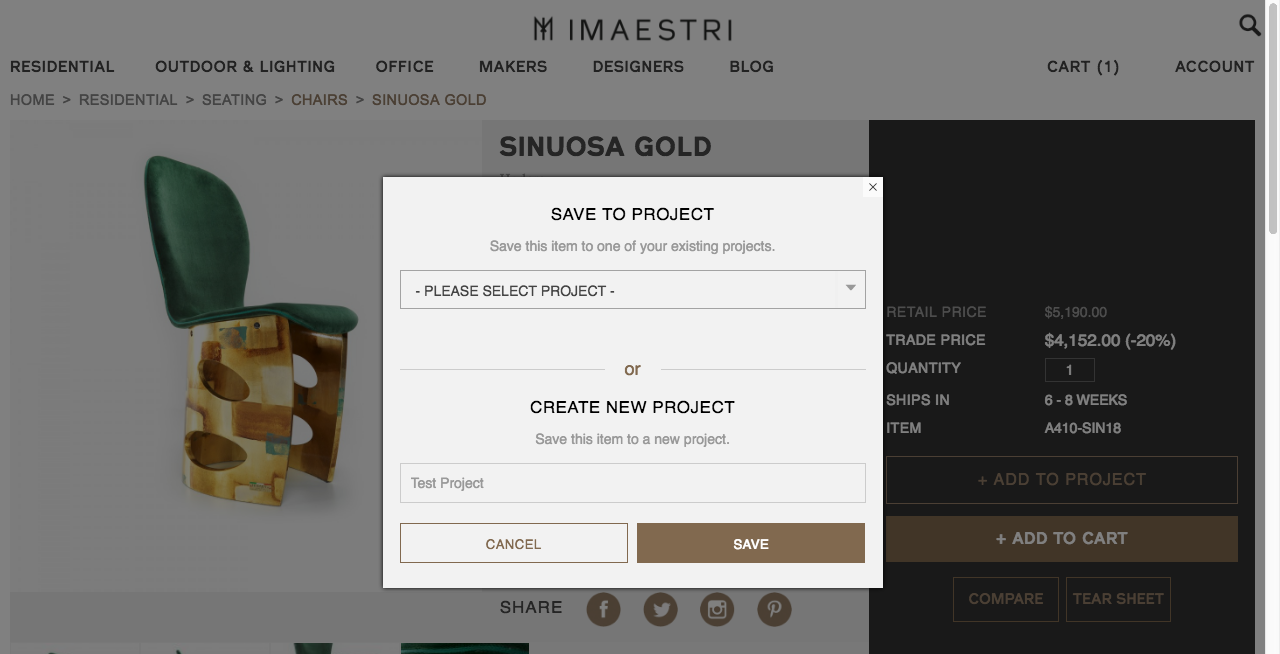 IMAESTRI
RESIDENTIAL OUTDOOR & LIGHTING OFFICE MAKERS DESIGNERS BLOG CART (1) ACCOUNT
HOME > RESIDENTIAL > SEATING > CHAIRS > SINUOSA GOLD
SINUOSA GOLD
SAVE TO PROJECT
Save this item to one of your existing projects.
- PLEASE SELECT PROJECT -
or
CREATE NEW PROJECT
Save this item to a new project.
Test Project
CANCEL SAVE
RETAIL PRICE $5,190.00
TRADE PRICE $4,152.00 (-20%)
QUANTITY 1
SHIPS IN 6 - 8 WEEKS
ITEM A410-SIN18
+ ADD TO PROJECT
+ ADD TO CART
COMPARE TEAR SHEET
SHARE